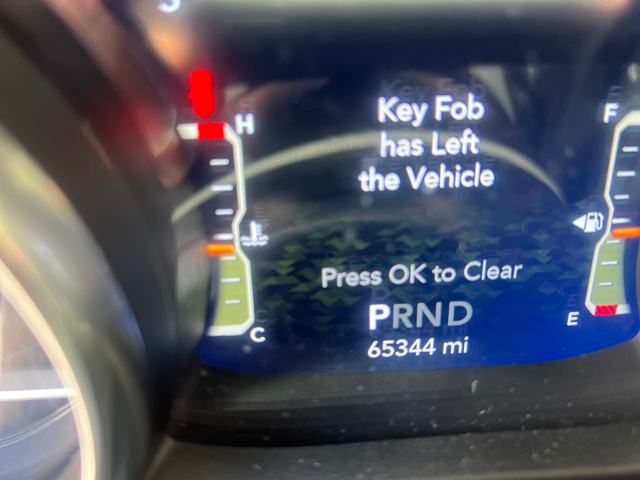 H
F
Key Fob
has Left
the Vehicle
Press OK to Clear
PRND
E
C
65344 mi